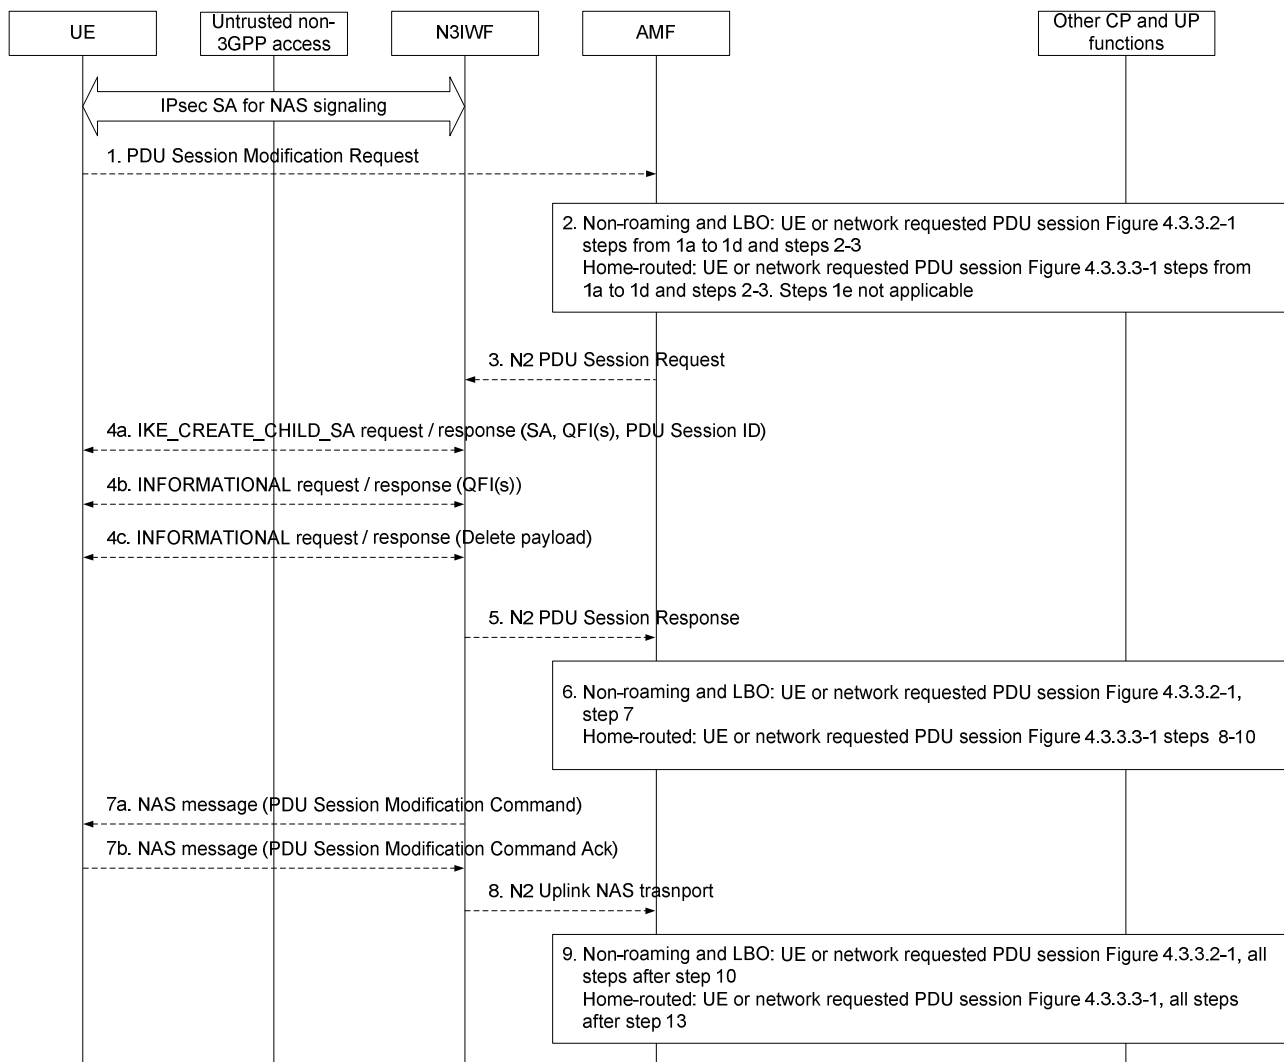 UE
Untrusted non-
3GPP access
N3IWF
AMF
Other CP and UP
functions
IPsec SA for NAS signaling
1. PDU Session Modification Request
2. Non-roaming and LBO: UE or network requested PDU session Figure 4.3.3.2-1
steps from 1a to 1d and steps 2-3
Home-routed: UE or network requested PDU session Figure 4.3.3.3-1 steps from
1a to 1d and steps 2-3. Steps 1e not applicable
3. N2 PDU Session Request
4a. IKE_CREATE_CHILD_SA request / response (SA, QFI(s), PDU Session ID)
4b. INFORMATIONAL request / response (QFI(s))
4c. INFORMATIONAL request / response (Delete payload)
5. N2 PDU Session Response
6. Non-roaming and LBO: UE or network requested PDU session Figure 4.3.3.2-1,
step 7
Home-routed: UE or network requested PDU session Figure 4.3.3.3-1 steps 8-10
7a. NAS message (PDU Session Modification Command)
7b. NAS message (PDU Session Modification Command Ack)
8. N2 Uplink NAS trasnport
9. Non-roaming and LBO: UE or network requested PDU session Figure 4.3.3.2-1, all
steps after step 10
Home-routed: UE or network requested PDU session Figure 4.3.3.3-1, all steps
after step 13